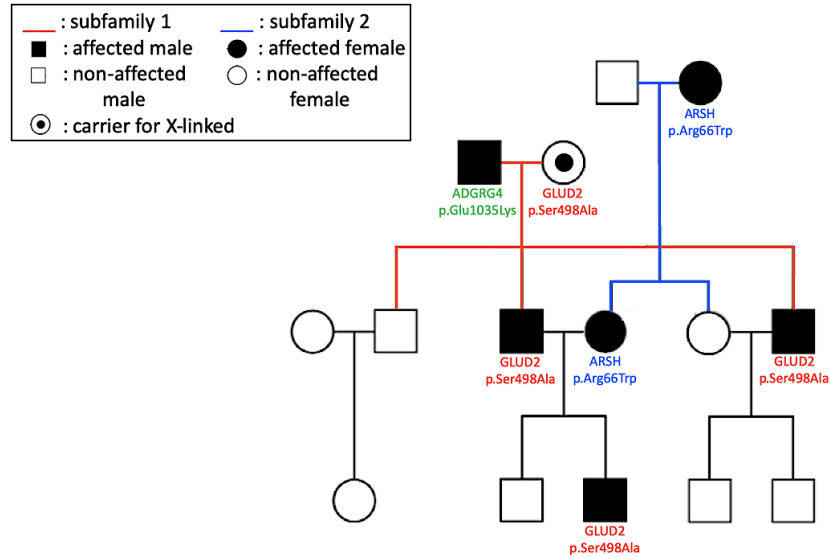 : subfamily 1
: subfamily 2
: affected male
: affected female
: non-affected
male
: non-affected
female
: carrier for X-linked
ARSH
p.Arg66Trp
ADGRG4
p.Glu1035Lys
GLUD2
p.Ser498Ala
GLUD2
p.Ser498Ala
ARSH
p.Arg66Trp
GLUD2
p.Ser498Ala
GLUD2
p.Ser498Ala